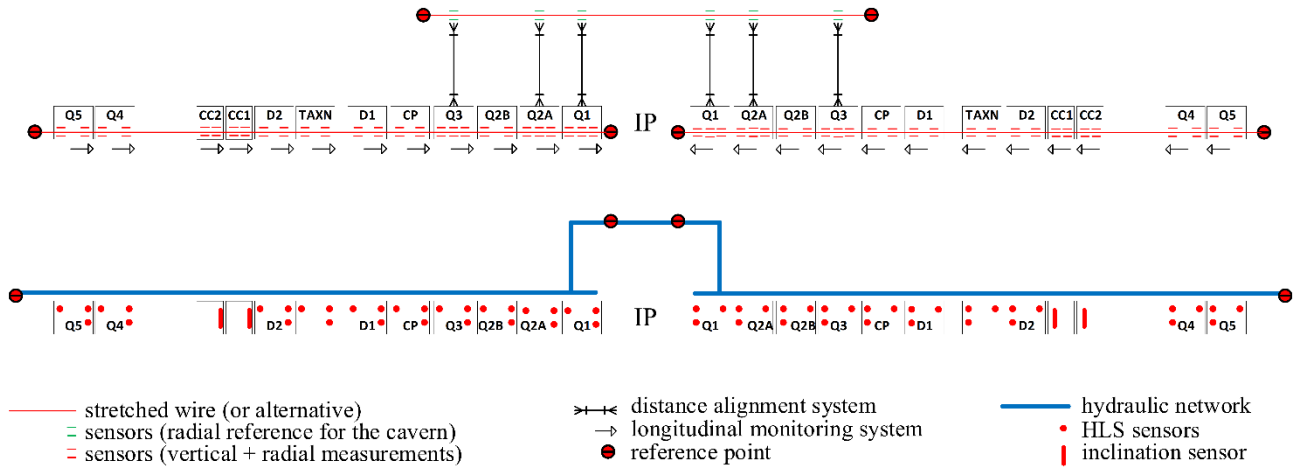 Q5 Q4 CC2 CC1 D2 TAXN D1 CP Q3 Q2B Q2A Q1 IP Q1 Q2A Q2B Q3 CP D1 TAXN D2 CC1 CC2 Q4 Q5
Q5 Q4 D2 D1 CP Q3 Q2B Q2A Q1 IP Q1 Q2A Q2B Q3 CP D1 D2 Q4 Q5
stretched wire (or alternative)
sensors (radial reference for the cavern)
sensors (vertical + radial measurements)
distance alignment system
longitudinal monitoring system
reference point
hydraulic network
HLS sensors
inclination sensor